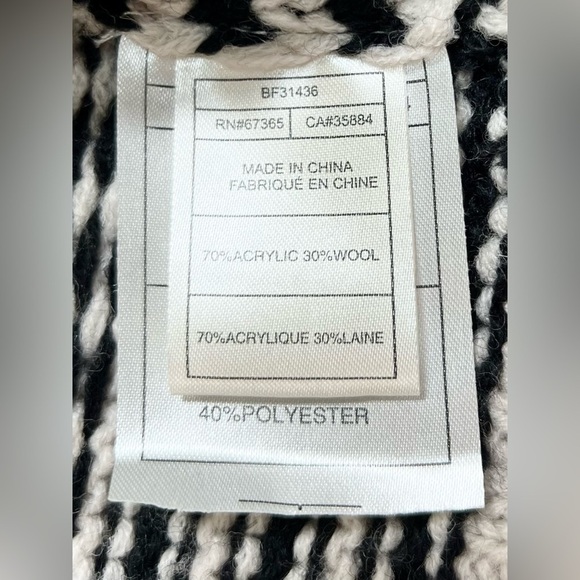 BF31436
RN#67365 CA#35884
MADE IN CHINA
FABRIQUÉ EN CHINE
70%ACRYLIC 30%WOOL
70%ACRYLIQUE 30%LAINE
40%POLYESTER